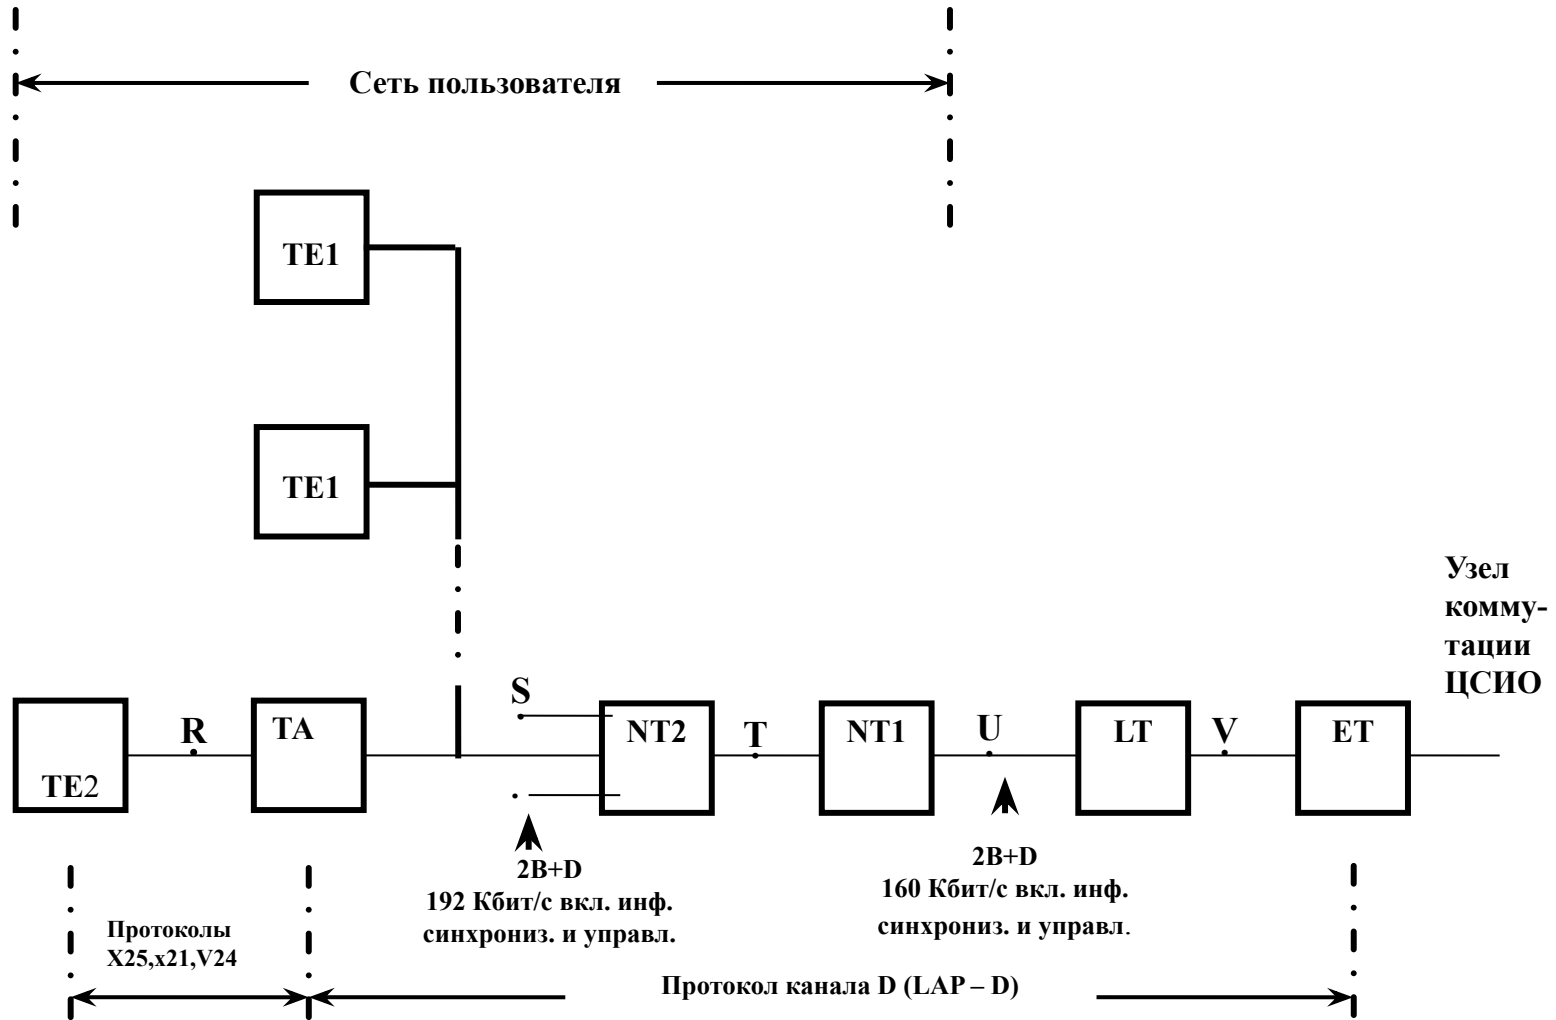 Сеть пользователя
TE1
TE1
Узел
комму-
тации
ЦСИО
TE2
R
TA
S
NT2
T
NT1
U
LT
V
ET
2B+D
192 Кбит/с вкл. инф.
синхрониз. и управл.
2B+D
160 Кбит/с вкл. инф.
синхрониз. и управл.
Протоколы
X25,x21,V24
Протокол канала D (LAP – D)